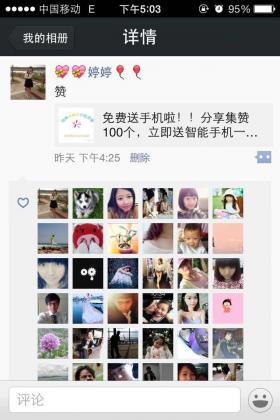 中国移动 E 下午5:03 95%
我的相册 详情
💝💝婷婷🎈🎈
赞
免费送手机啦！！分享集赞
100个，立即送智能手机一…
昨天 下午4:25 删除
评论